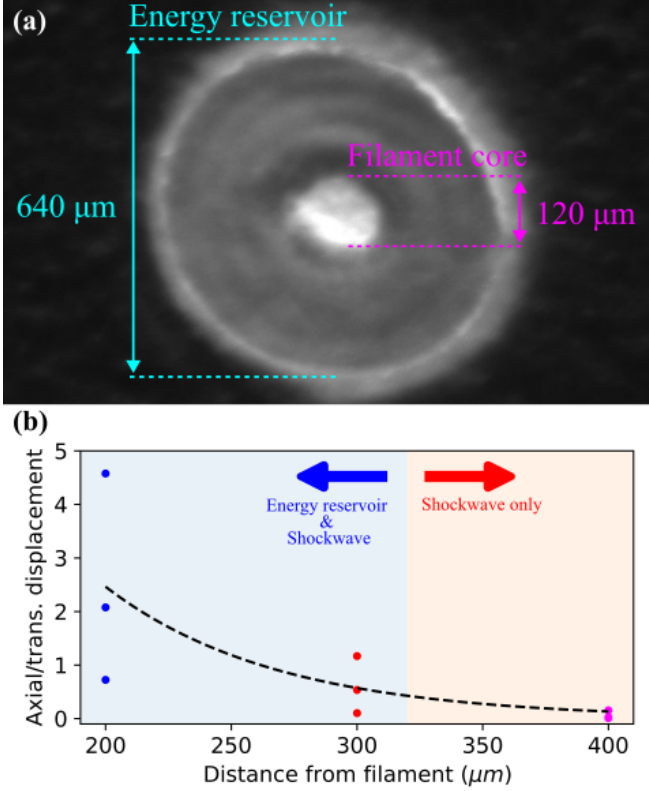 (a)
Energy reservoir
Filament core
640 μm
120 μm
(b)
5
4
3
2
1
0
Axial/trans. displacement
Energy reservoir
&
Shockwave
Shockwave only
200
250
300
350
400
Distance from filament (μm)